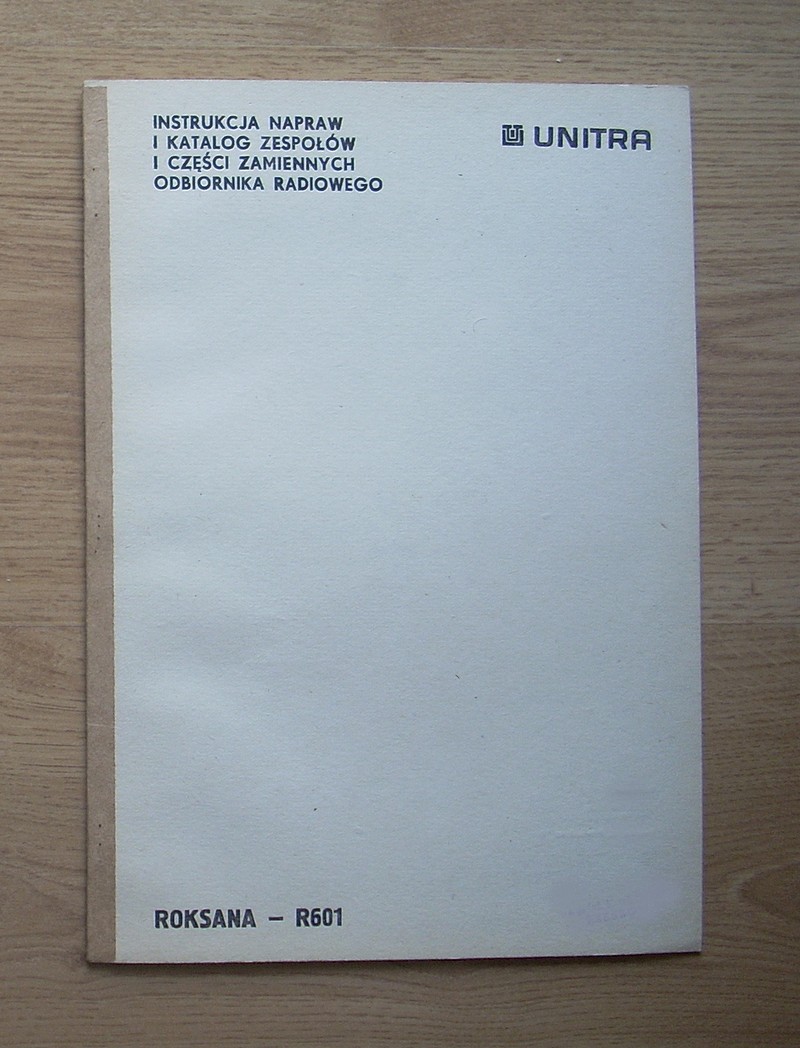 INSTRUKCJA NAPRAW
I KATALOG ZESPOŁÓW
I CZĘŚCI ZAMIENNYCH
ODBIORNIKA RADIOWEGO
UNITRA
ROKSANA – R601